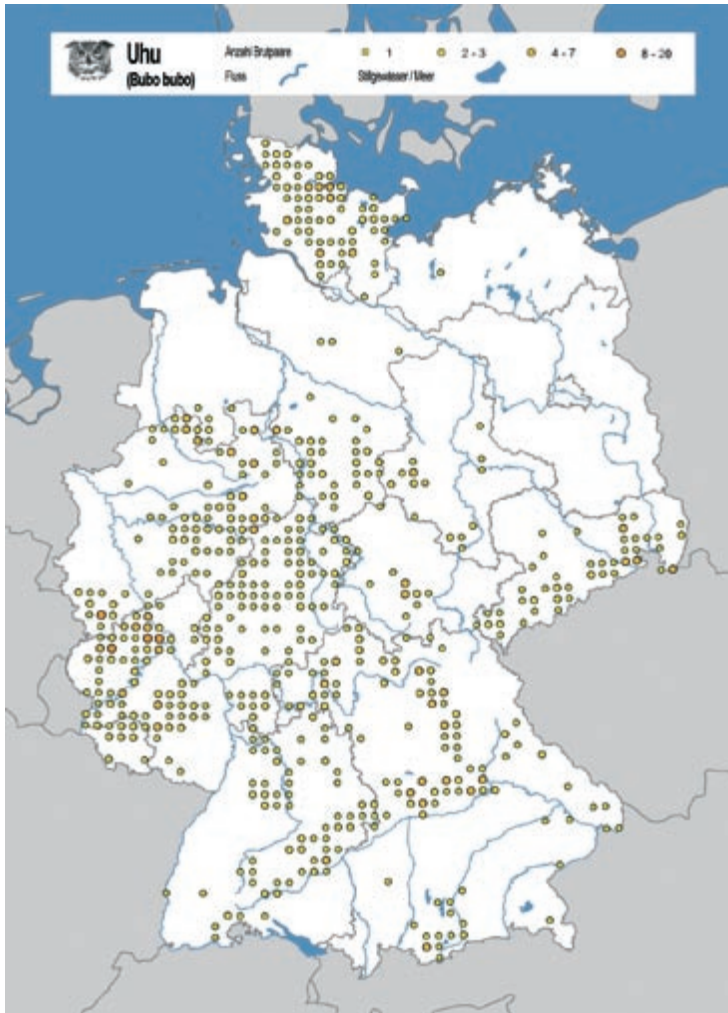 Uhu
(Bubo bubo)
Anzahl Brutpaare 1 2 - 3 4 - 7 8 - 20
Fluss Stillgewässer / Meer